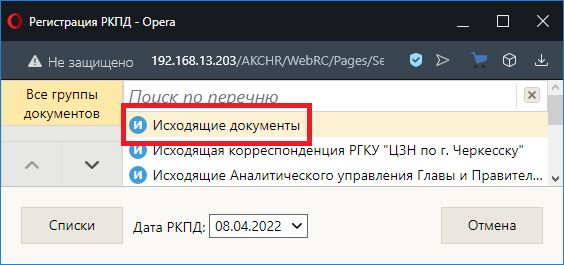 Регистрация РКПД - Opera
Не защищено 192.168.13.203/AKCHR/WebRC/Pages/Se
Все группы документов
Поиск по перечню
И Исходящие документы
И Исходящая корреспонденция РГКУ "ЦЗН по г. Черкесску"
И Исходящие Аналитического управления Главы и Правител...
Списки Дата РКПД: 08.04.2022 Отмена